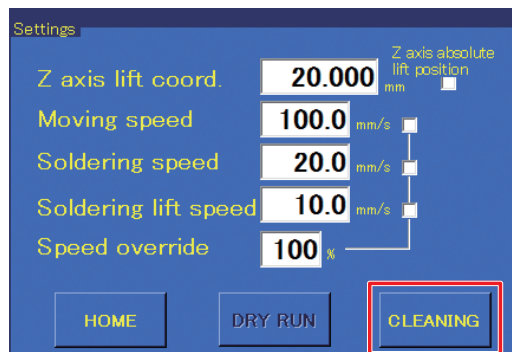 Settings
Z axis absolute
lift position
Z axis lift coord. 20.000 mm
Moving speed 100.0 mm/s
Soldering speed 20.0 mm/s
Soldering lift speed 10.0 mm/s
Speed override 100 %
HOME DRY RUN CLEANING